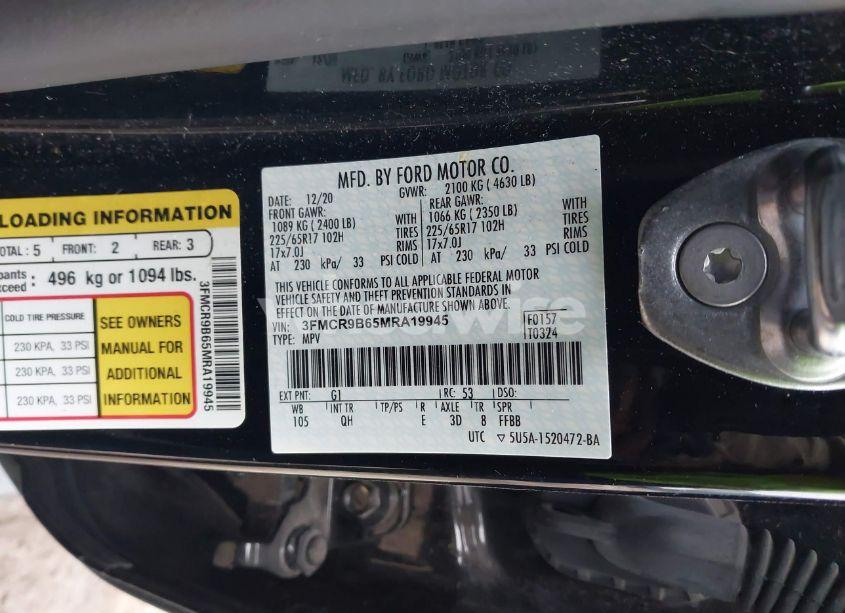 LOADING INFORMATION
TOTAL : 5 FRONT: 2 REAR: 3
496 kg or 1094 lbs.
COLD TIRE PRESSURE
230 KPA, 33 PSI
230 KPA, 33 PSI
230 KPA, 33 PSI
SEE OWNERS
MANUAL FOR
ADDITIONAL
INFORMATION
3FMCR9B65MRA19945
MFD. BY FORD MOTOR CO.
DATE: 12/20 GVWR: 2100 KG ( 4630 LB)
FRONT GAWR: REAR GAWR:
1089 KG ( 2400 LB) WITH 1066 KG ( 2350 LB) WITH
225/65R17 102H TIRES 225/65R17 102H TIRES
17x7.0J RIMS 17x7.0J RIMS
AT 230 kPa/ 33 PSI COLD AT 230 kPa/ 33 PSI COLD
THIS VEHICLE CONFORMS TO ALL APPLICABLE FEDERAL MOTOR
VEHICLE SAFETY AND THEFT PREVENTION STANDARDS IN
EFFECT ON THE DATE OF MANUFACTURE SHOWN ABOVE.
VIN: 3FMCR9B65MRA19945 F0157
TYPE: MPV T0324
EXT PNT: G1 RC: 53 DSO:
WB INT TR TP/PS R AXLE TR SPR
105 QH E 3D 8 FFBB
UTC ▽ 5U5A-1520472-BA